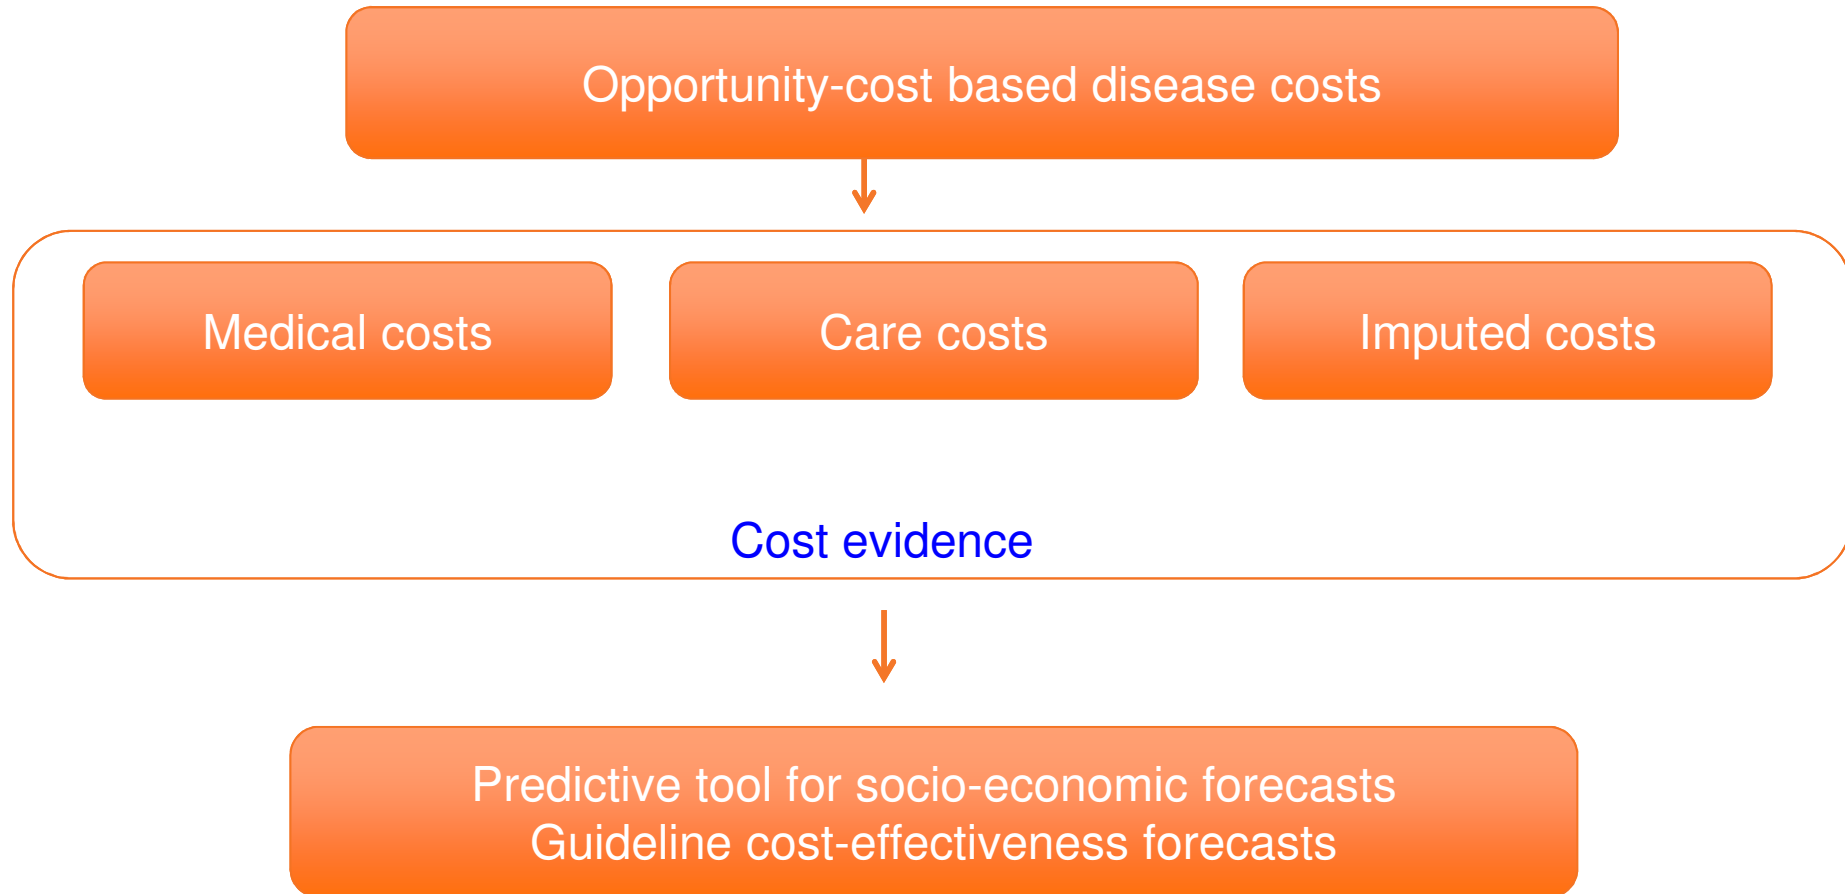 Opportunity-cost based disease costs
Medical costs
Care costs
Imputed costs
Cost evidence
Predictive tool for socio-economic forecasts
Guideline cost-effectiveness forecasts